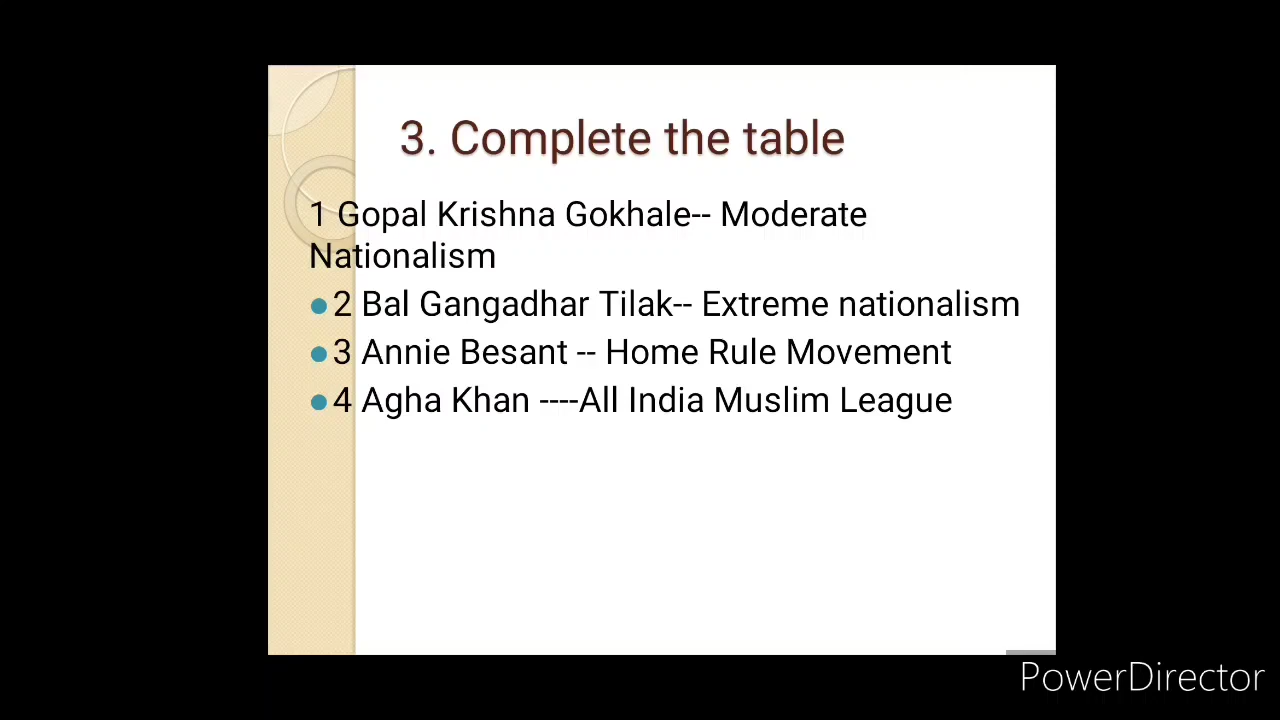 3. Complete the table
1 Gopal Krishna Gokhale-- Moderate
Nationalism
2 Bal Gangadhar Tilak-- Extreme nationalism
3 Annie Besant -- Home Rule Movement
4 Agha Khan ----All India Muslim League
PowerDirector